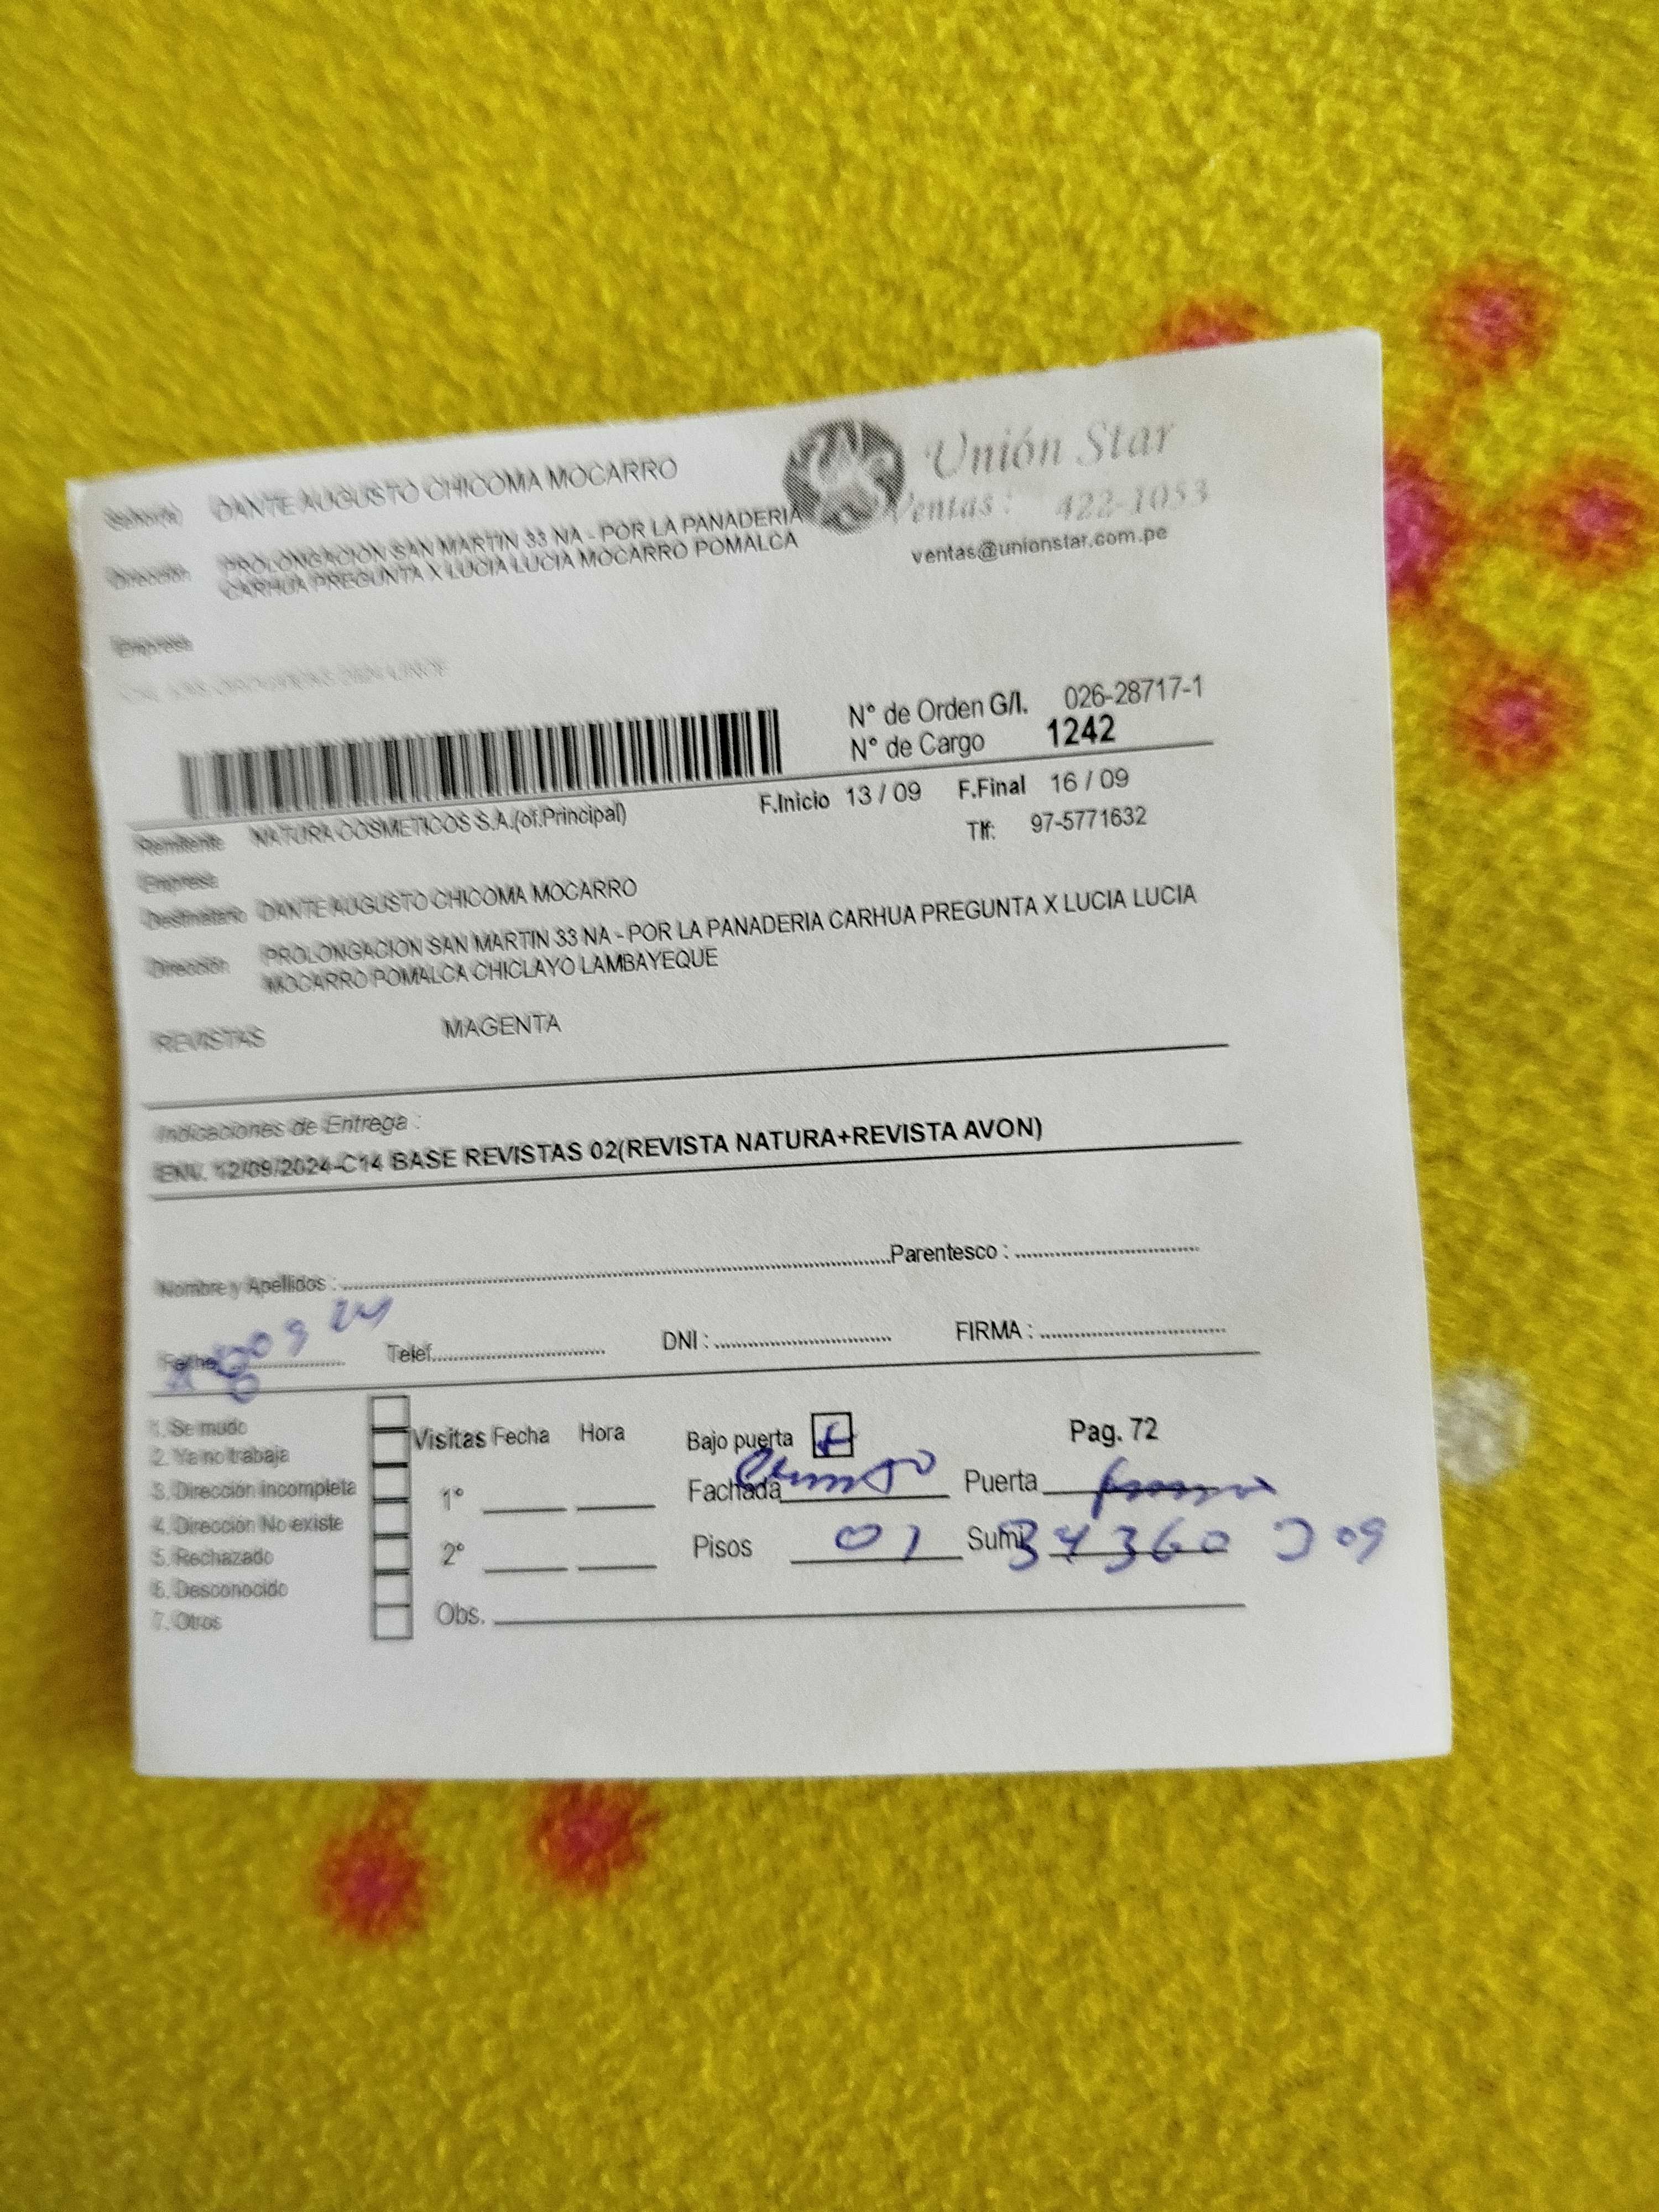 Señor(a) DANTE AUGUSTO CHICOMA MOCARRO
Unión Star
Ventas: 422-1053
ventas@unionstar.com.pe
Dirección PROLONGACION SAN MARTIN 33 NA - POR LA PANADERIA
CARHUA PREGUNTA X LUCIA LUCIA MOCARRO POMALCA
Empresa
N° de Orden G/I. 026-28717-1
N° de Cargo 1242
F.Inicio 13 / 09 F.Final 16 / 09
Remitente NATURA COSMETICOS S.A.(of.Principal)
Tlf: 97-5771632
Empresa
Destinatario DANTE AUGUSTO CHICOMA MOCARRO
Dirección PROLONGACION SAN MARTIN 33 NA - POR LA PANADERIA CARHUA PREGUNTA X LUCIA LUCIA
MOCARRO POMALCA CHICLAYO LAMBAYEQUE
REVISTAS MAGENTA
Indicaciones de Entrega :
ENV. 12/09/2024-C14 BASE REVISTAS 02(REVISTA NATURA+REVISTA AVON)
Nombre y Apellidos : Parentesco :
Fecha 09 24 Telef. DNI : FIRMA :
1. Se mudo
2. Ya no trabaja
3. Dirección incompleta
4. Dirección No existe
5. Rechazado
6. Desconocido
7. Otros
Visitas Fecha Hora
1°
2°
Obs.
Bajo puerta Pag. 72
Fachada Puerta
Pisos 01 Sumi